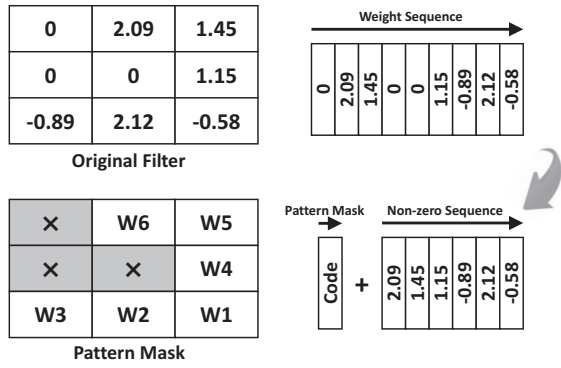 0 2.09 1.45
0 0 1.15
-0.89 2.12 -0.58
Original Filter
Weight Sequence
0 2.09 1.45 0 0 1.15 -0.89 2.12 -0.58
× W6 W5
× × W4
W3 W2 W1
Pattern Mask
Pattern Mask Non-zero Sequence
Code + 2.09 1.45 1.15 -0.89 2.12 -0.58